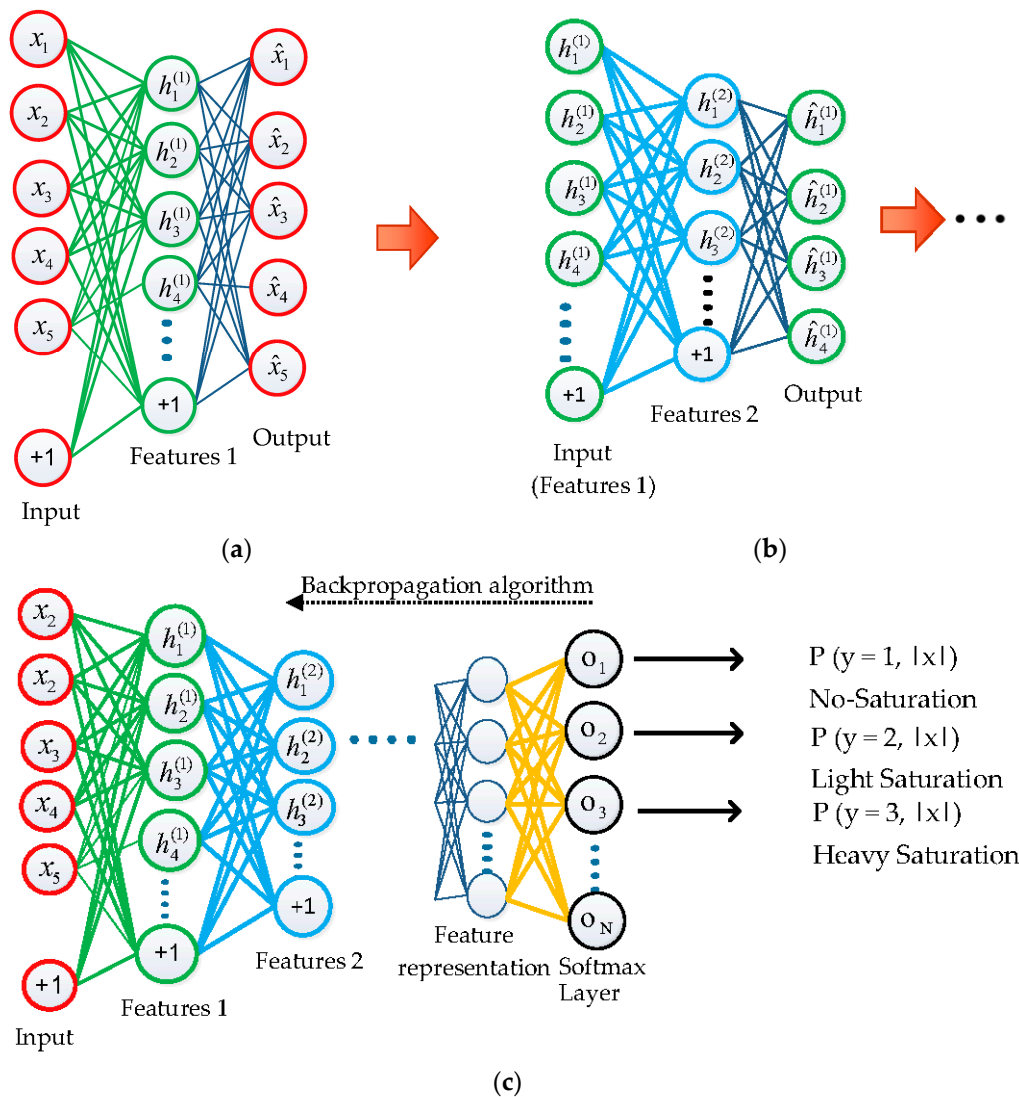 x₁
x₂
x₃
x₄
x₅
+1
Input
h₁⁽¹⁾
h₂⁽¹⁾
h₃⁽¹⁾
h₄⁽¹⁾
+1
Features 1
x̂₁
x̂₂
x̂₃
x̂₄
x̂₅
Output
(a)
h₁⁽¹⁾
h₂⁽¹⁾
h₃⁽¹⁾
h₄⁽¹⁾
+1
Input
(Features 1)
h₁⁽²⁾
h₂⁽²⁾
h₃⁽²⁾
+1
Features 2
ĥ₁⁽¹⁾
ĥ₂⁽¹⁾
ĥ₃⁽¹⁾
ĥ₄⁽¹⁾
Output
(b)
Backpropagation algorithm
x₂
x₂
x₃
x₄
x₅
+1
Input
h₁⁽¹⁾
h₂⁽¹⁾
h₃⁽¹⁾
h₄⁽¹⁾
+1
Features 1
h₁⁽²⁾
h₂⁽²⁾
h₃⁽²⁾
+1
Features 2
Feature
representation
o₁
o₂
o₃
o_N
Softmax
Layer
P (y = 1, |x|)
No-Saturation
P (y = 2, |x|)
Light Saturation
P (y = 3, |x|)
Heavy Saturation
(c)